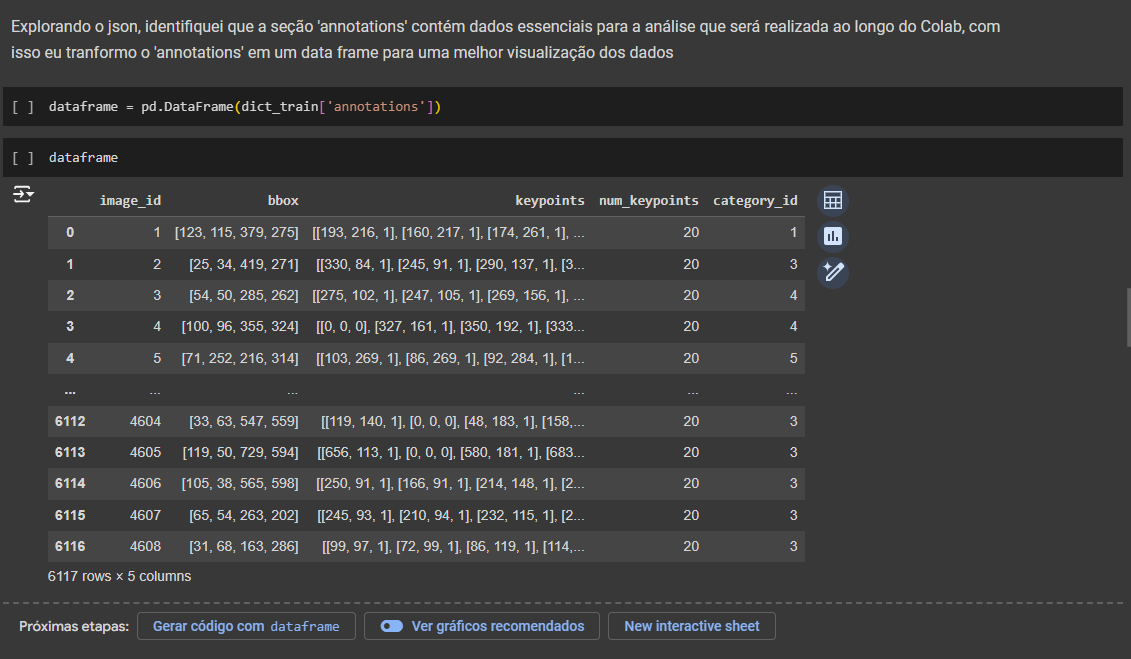 Explorando o json, identifiquei que a seção 'annotations' contém dados essenciais para a análise que será realizada ao longo do Colab, com
isso eu tranformo o 'annotations' em um data frame para uma melhor visualização dos dados
[ ] dataframe = pd.DataFrame(dict_train['annotations'])
[ ] dataframe
image_id bbox keypoints num_keypoints category_id
0 1 [123, 115, 379, 275] [[193, 216, 1], [160, 217, 1], [174, 261, 1], ... 20 1
1 2 [25, 34, 419, 271] [[330, 84, 1], [245, 91, 1], [290, 137, 1], [3... 20 3
2 3 [54, 50, 285, 262] [[275, 102, 1], [247, 105, 1], [269, 156, 1], ... 20 4
3 4 [100, 96, 355, 324] [[0, 0, 0], [327, 161, 1], [350, 192, 1], [333... 20 4
4 5 [71, 252, 216, 314] [[103, 269, 1], [86, 269, 1], [92, 284, 1], [1... 20 5
... ... ... ... ... ...
6112 4604 [33, 63, 547, 559] [[119, 140, 1], [0, 0, 0], [48, 183, 1], [158,... 20 3
6113 4605 [119, 50, 729, 594] [[656, 113, 1], [0, 0, 0], [580, 181, 1], [683... 20 3
6114 4606 [105, 38, 565, 598] [[250, 91, 1], [166, 91, 1], [214, 148, 1], [2... 20 3
6115 4607 [65, 54, 263, 202] [[245, 93, 1], [210, 94, 1], [232, 115, 1], [2... 20 3
6116 4608 [31, 68, 163, 286] [[99, 97, 1], [72, 99, 1], [86, 119, 1], [114,... 20 3
6117 rows × 5 columns
Próximas etapas: Gerar código com dataframe Ver gráficos recomendados New interactive sheet